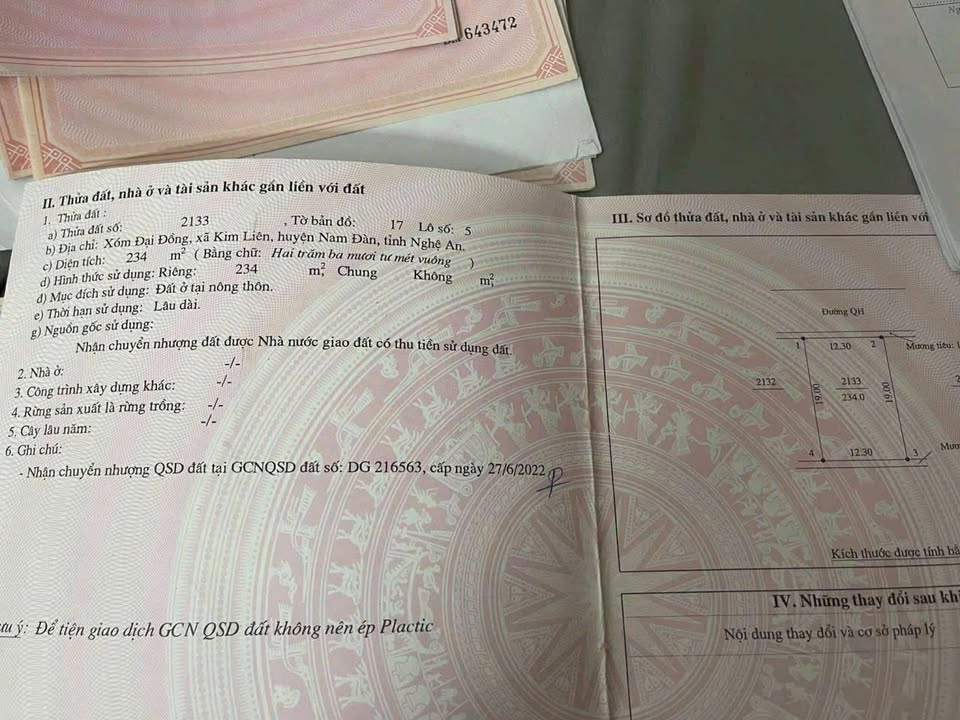 643472
II. Thửa đất, nhà ở và tài sản khác gắn liền với đất
1. Thửa đất :
a) Thửa đất số: 2133 , Tờ bản đồ: 17 Lô số: 5
b) Địa chỉ: Xóm Đại Đồng, xã Kim Liên, huyện Nam Đàn, tỉnh Nghệ An.
c) Diện tích: 234 m² ( Bằng chữ: Hai trăm ba mươi tư mét vuông )
d) Hình thức sử dụng: Riêng: 234 m², Chung Không m²,
đ) Mục đích sử dụng: Đất ở tại nông thôn.
e) Thời hạn sử dụng: Lâu dài.
g) Nguồn gốc sử dụng:
Nhận chuyển nhượng đất được Nhà nước giao đất có thu tiền sử dụng đất.
2. Nhà ở: -/-
3. Công trình xây dựng khác: -/-
4. Rừng sản xuất là rừng trồng: -/-
5. Cây lâu năm: -/-
6. Ghi chú:
- Nhận chuyển nhượng QSD đất tại GCNQSD đất số: DG 216563, cấp ngày 27/6/2022
ưu ý: Để tiện giao dịch GCN QSD đất không nên ép Plactic
III. Sơ đồ thửa đất, nhà ở và tài sản khác gắn liền với
Đường QH
1 12.30 2 Mương tiêu:
2132 19.00 2133 19.00
234.0
4 12.30 3
Kích thước được tính bằ
IV. Những thay đổi sau kh
Nội dung thay đổi và cơ sở pháp lý